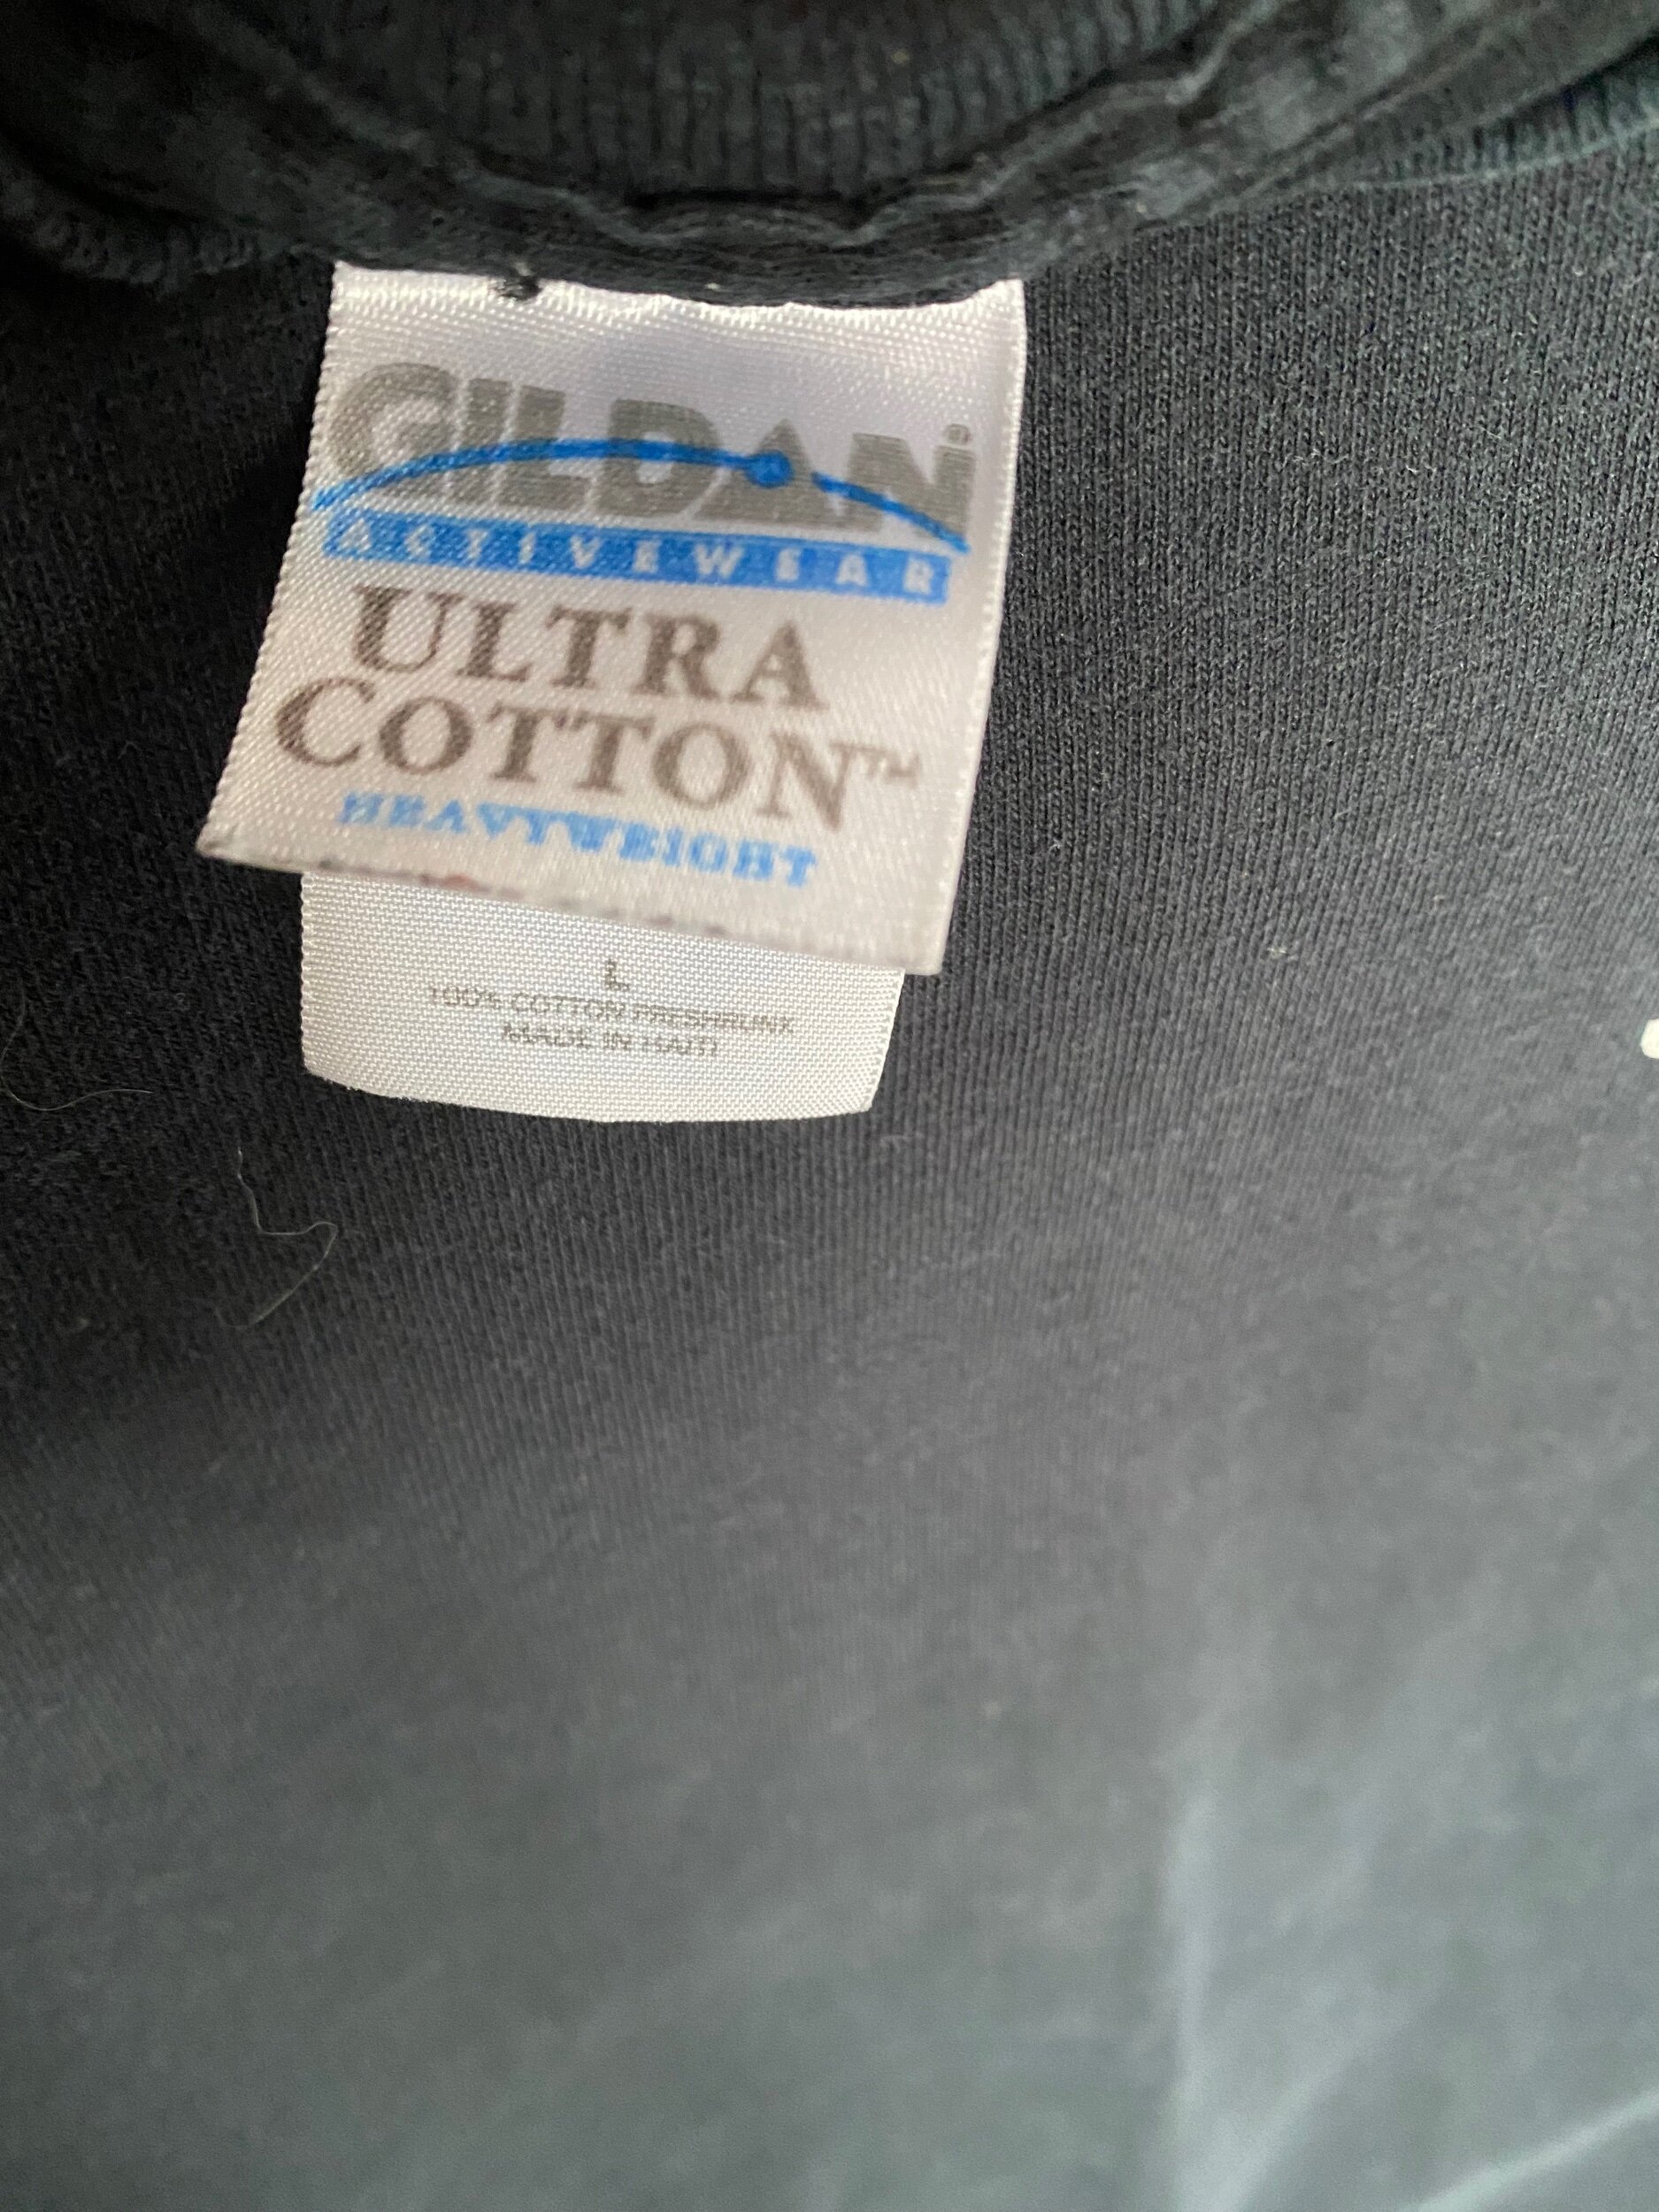 GILDAN®
ACTIVEWEAR
ULTRA
COTTON™
HEAVYWEIGHT
L
100% COTTON PRESHRUNK
MADE IN HAITI